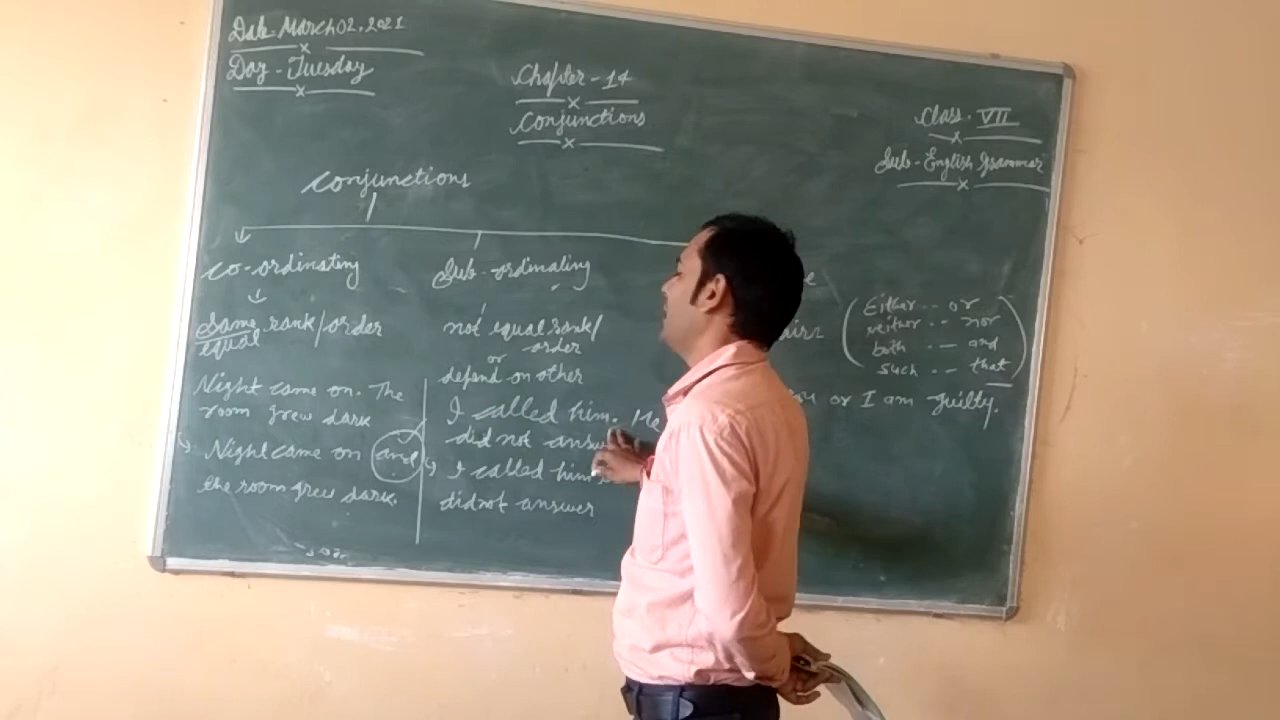 Date. March 02, 2021
Day - Tuesday
Chapter - 14
Conjunctions
Class. VII
Sub - English Grammar
Conjunctions
Co-ordinating
Sub-ordinating
e
Same rank/order
equal
not equal rank/
or order
depend on other
airs
Either .. or
neither .. nor
both .. and
such .. that
Night came on. The
room grew dark
Night came on and
the room grew dark.
I called him. He
did not answ
I called him
did not answer
or I am guilty.